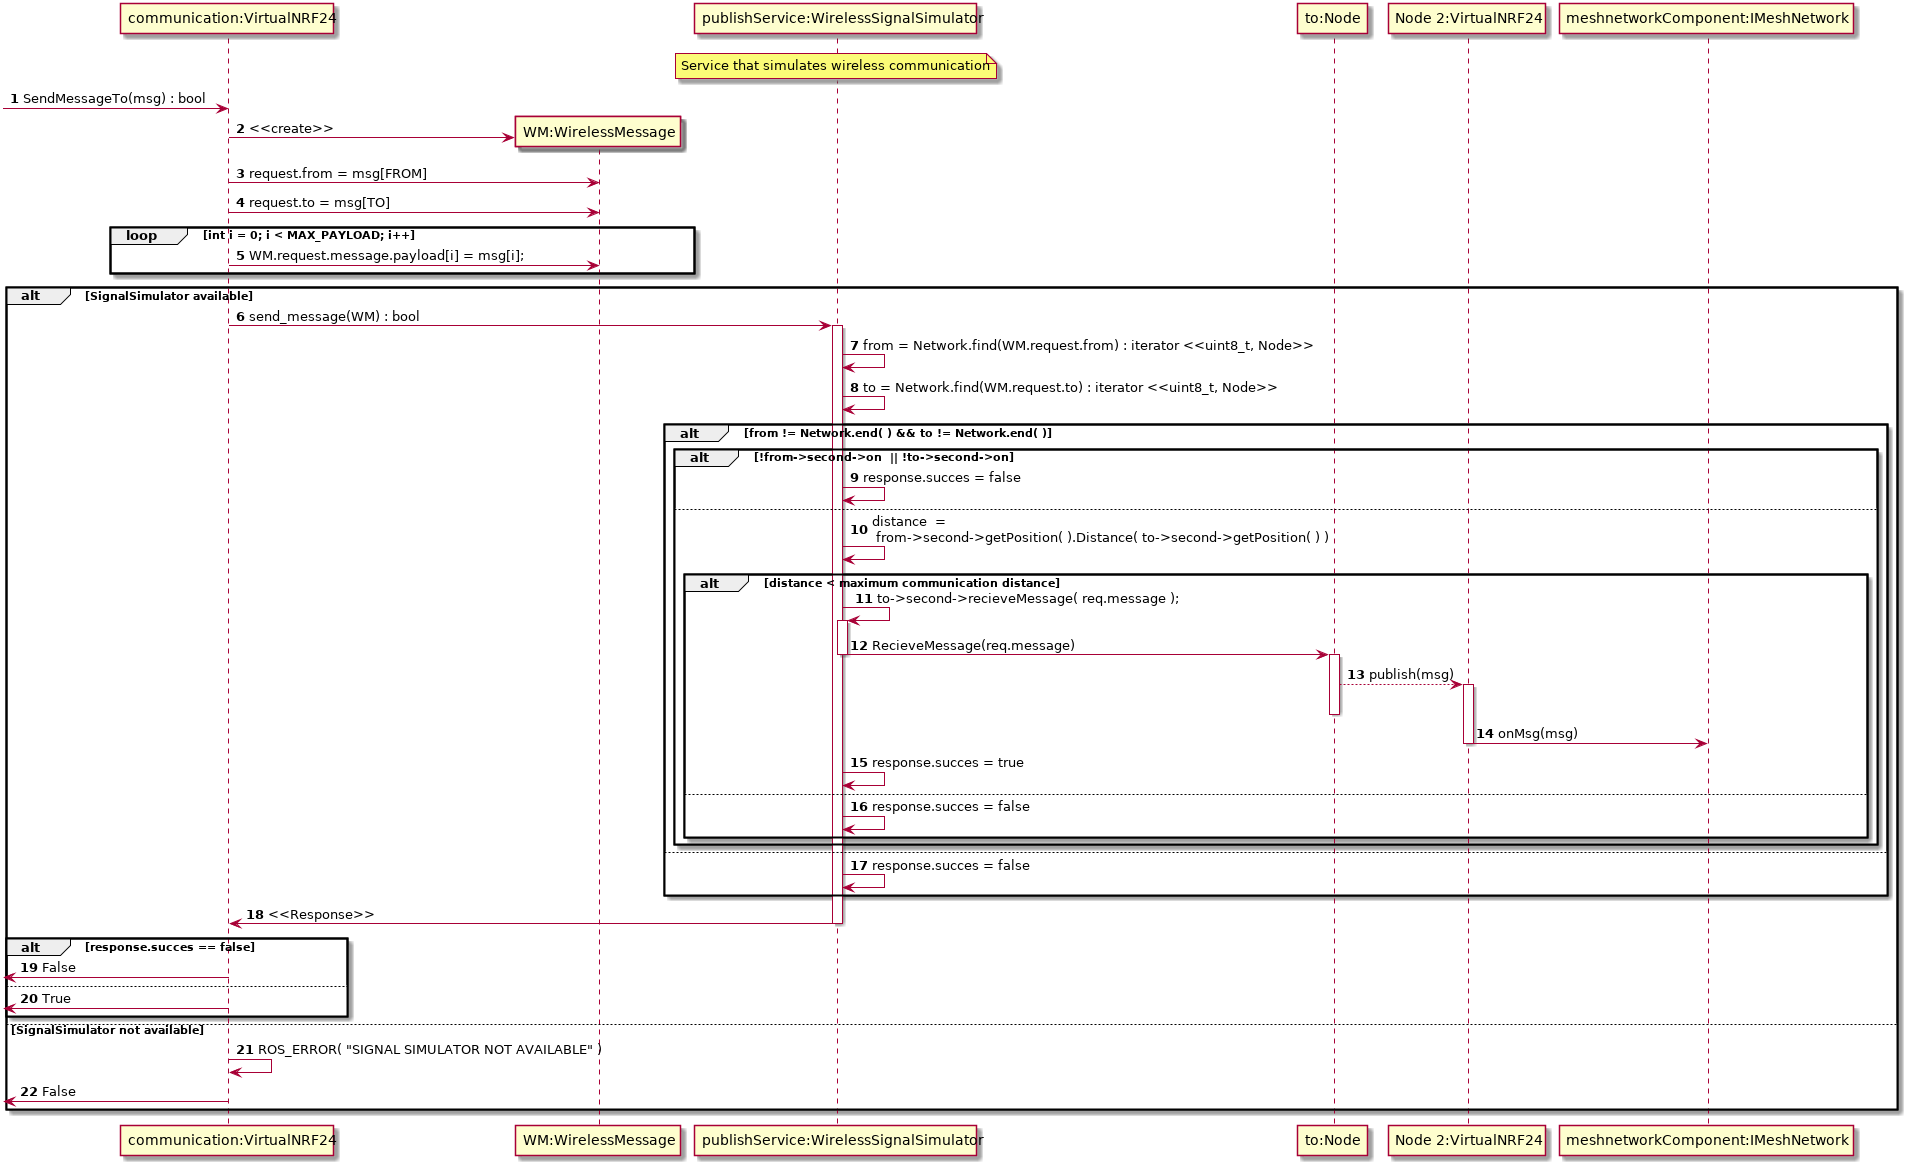 communication:VirtualNRF24
publishService:WirelessSignalSimulator
to:Node
Node 2:VirtualNRF24
meshnetworkComponent:IMeshNetwork
Service that simulates wireless communication
1 SendMessageTo(msg) : bool
2 <<create>>
WM:WirelessMessage
3 request.from = msg[FROM]
4 request.to = msg[TO]
loop [int i = 0; i < MAX_PAYLOAD; i++]
5 WM.request.message.payload[i] = msg[i];
alt [SignalSimulator available]
6 send_message(WM) : bool
7 from = Network.find(WM.request.from) : iterator <<uint8_t, Node>>
8 to = Network.find(WM.request.to) : iterator <<uint8_t, Node>>
alt [from != Network.end( ) && to != Network.end( )]
alt [!from->second->on || !to->second->on]
9 response.succes = false
10 distance =
from->second->getPosition( ).Distance( to->second->getPosition( ) )
alt [distance < maximum communication distance]
11 to->second->recieveMessage( req.message );
12 RecieveMessage(req.message)
13 publish(msg)
14 onMsg(msg)
15 response.succes = true
16 response.succes = false
17 response.succes = false
18 <<Response>>
alt [response.succes == false]
19 False
20 True
[SignalSimulator not available]
21 ROS_ERROR( "SIGNAL SIMULATOR NOT AVAILABLE" )
22 False
communication:VirtualNRF24
WM:WirelessMessage
publishService:WirelessSignalSimulator
to:Node
Node 2:VirtualNRF24
meshnetworkComponent:IMeshNetwork